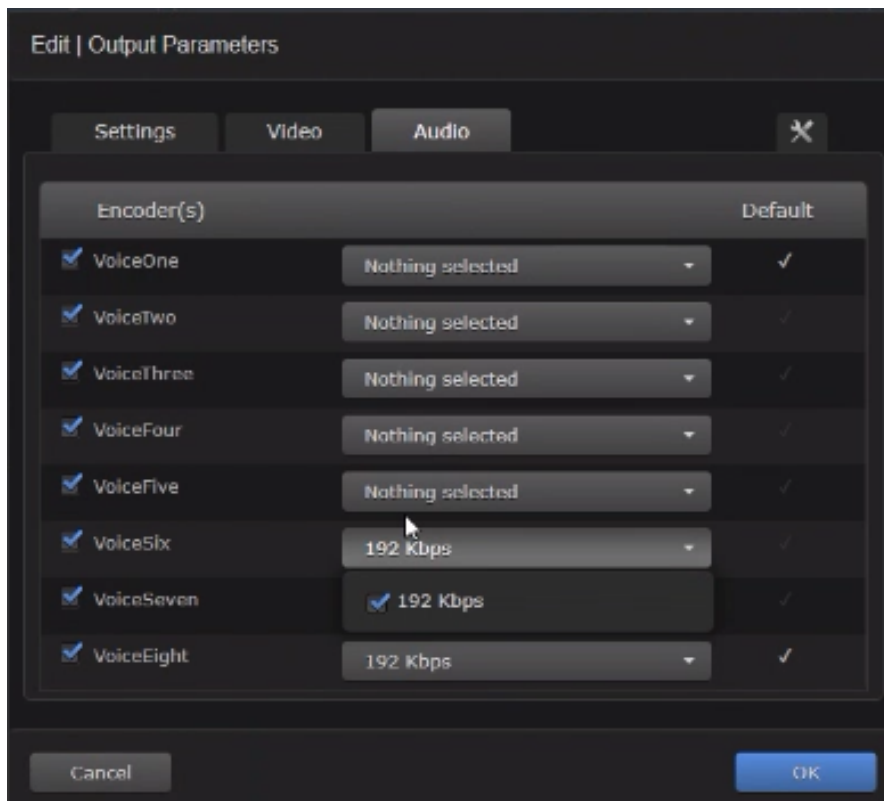 Edit | Output Parameters
Settings Video Audio
Encoder(s) Default
VoiceOne Nothing selected
VoiceTwo Nothing selected
VoiceThree Nothing selected
VoiceFour Nothing selected
VoiceFive Nothing selected
VoiceSix 192 Kbps
VoiceSeven 192 Kbps
VoiceEight 192 Kbps
Cancel OK